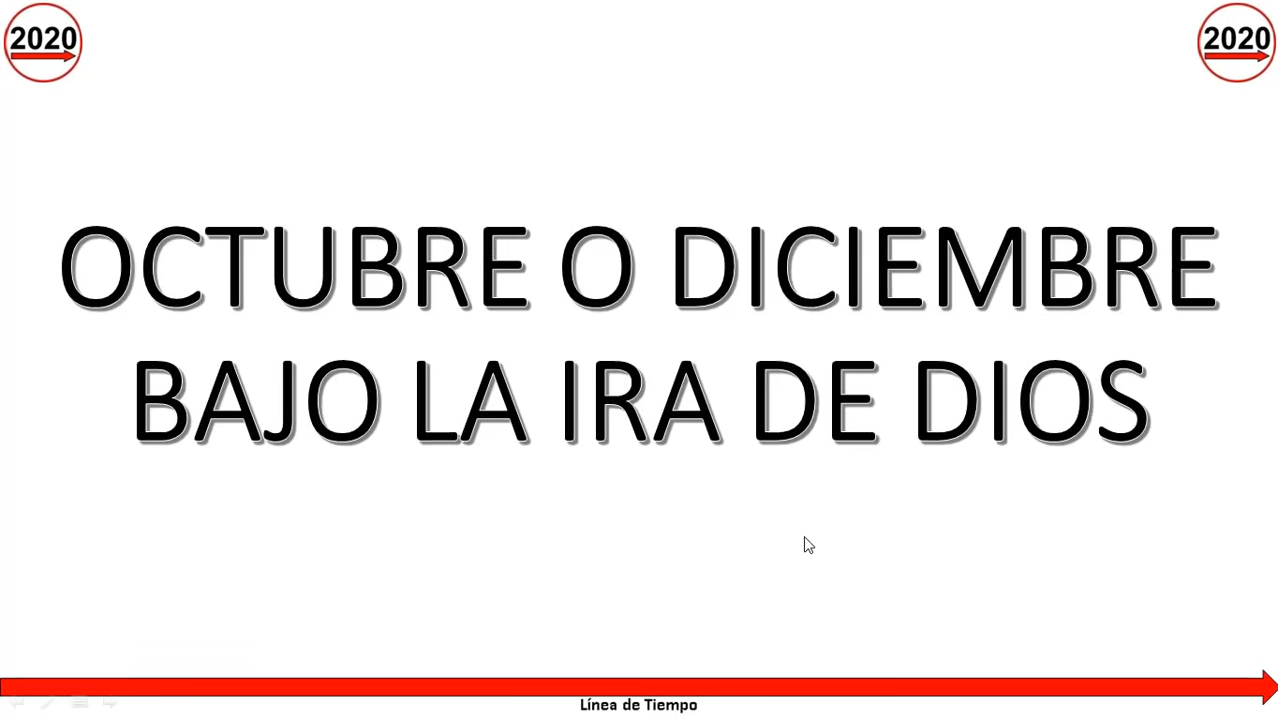 2020 2020
OCTUBRE O DICIEMBRE
BAJO LA IRA DE DIOS
Línea de Tiempo